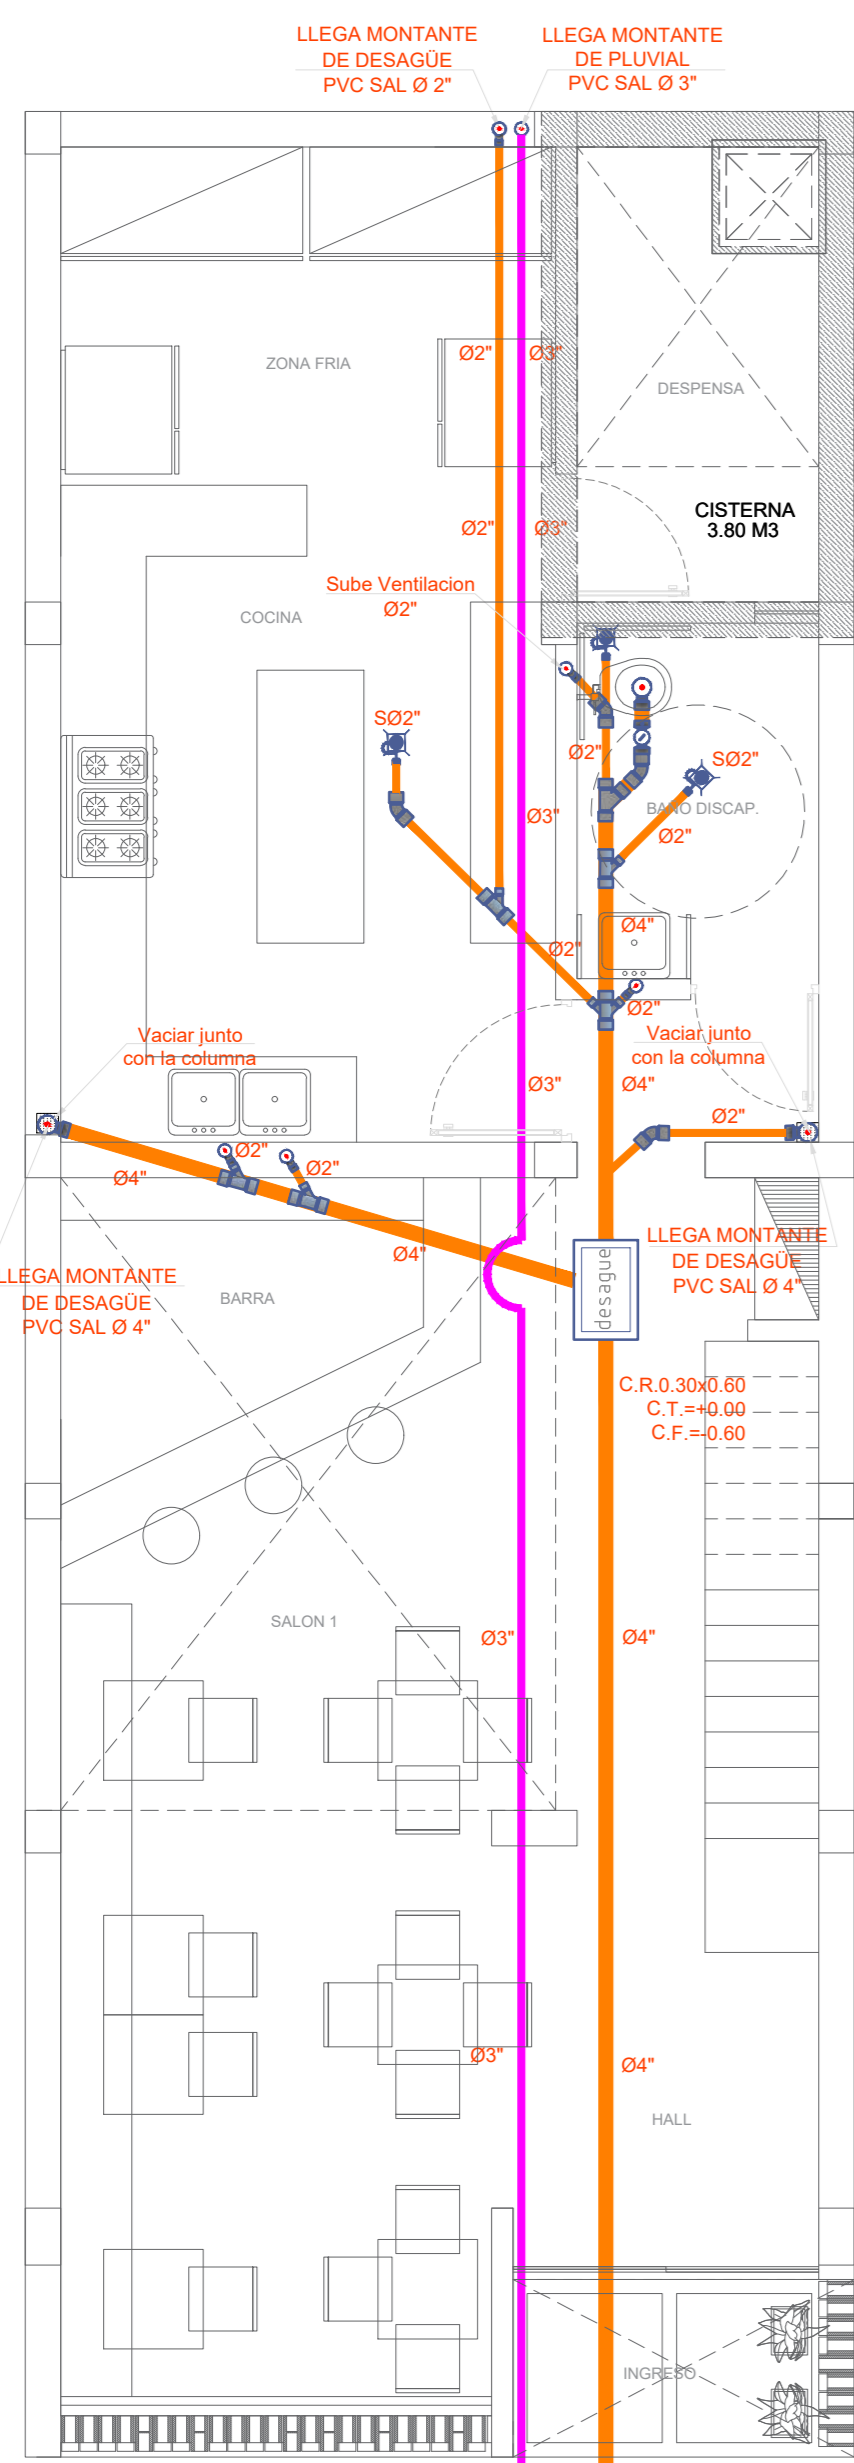 LLEGA MONTANTE
DE DESAGÜE
PVC SAL Ø 2"
LLEGA MONTANTE
DE PLUVIAL
PVC SAL Ø 3"
Ø2"
Ø3"
ZONA FRIA
DESPENSA
CISTERNA
3.80 M3
Ø2"
Ø3"
Sube Ventilacion
Ø2"
COCINA
SØ2"
Ø2"
SØ2"
Ø3"
BAÑO DISCAP.
Ø2"
Ø4"
Ø2"
Ø2"
Vaciar junto
con la columna
Vaciar junto
con la columna
Ø3"
Ø4"
Ø2"
Ø2"
Ø2"
Ø4"
Ø4"
LLEGA MONTANTE
DE DESAGÜE
PVC SAL Ø 4"
BARRA
desague
LLEGA MONTANTE
DE DESAGÜE
PVC SAL Ø 4"
C.R.0.30x0.60
C.T.=+0.00
C.F.=-0.60
SALON 1
Ø3"
Ø4"
Ø3"
Ø4"
HALL
INGRESO